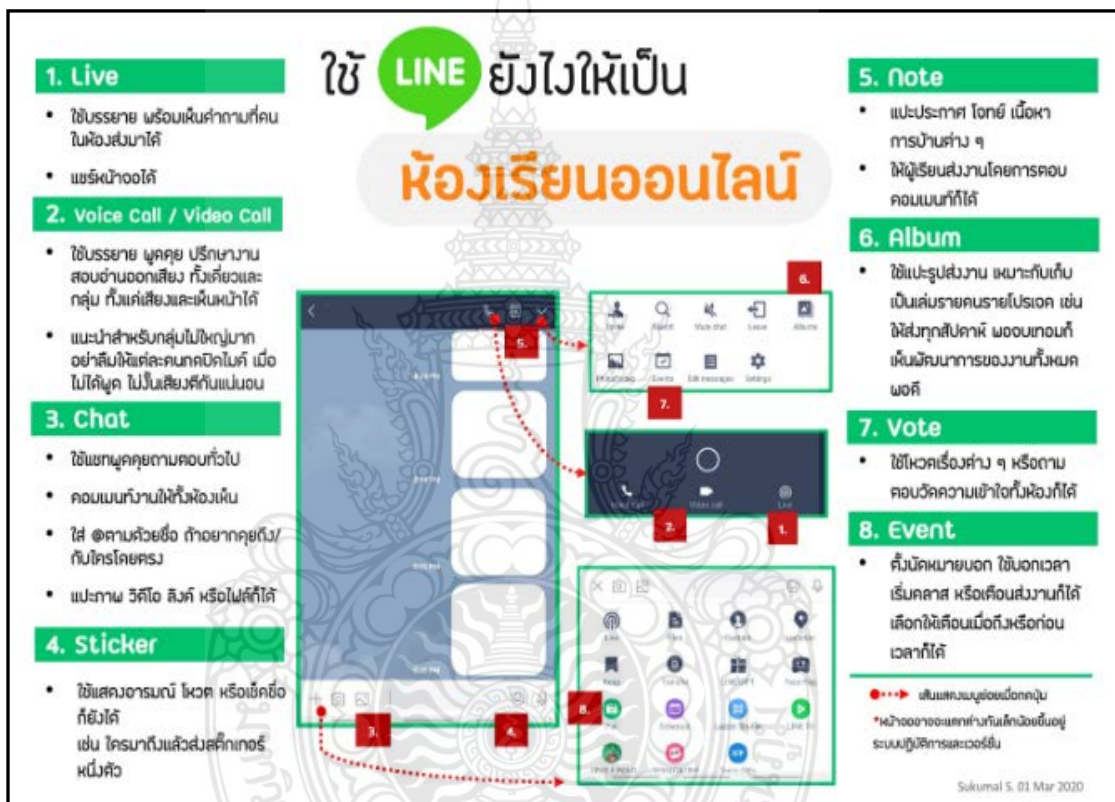 ใช้ LINE ยังไงให้เป็น
ห้องเรียนออนไลน์
1. Live
• ใช้บรรยาย พร้อมเห็นคำถามที่คน
ในห้องส่งมาได้
• แชร์หน้าจอได้
2. Voice Call / Video Call
• ใช้บรรยาย พูดคุย ปรึกษางาน
สอบอ่านออกเสียง ทั้งเดี่ยวและ
กลุ่ม ทั้งแค่เสียงและเห็นหน้าได้
• แนะนำสำหรับกลุ่มไม่ใหญ่มาก
อย่าลืมให้แต่ละคนกดปิดไมค์ เมื่อ
ไม่ได้พูด ไม่งั้นเสียงตีกันแน่นอน
3. Chat
• ใช้แชทพูดคุยถามตอบทั่วไป
• คอมเมนท์งานให้ทั้งห้องเห็น
• ใส่ @ตามด้วยชื่อ ถ้าอยากคุยถึง/
กับใครโดยตรง
• แปะภาพ วิดีโอ ลิงค์ หรือไฟล์ก็ได้
4. Sticker
• ใช้แสดงอารมณ์ โหวต หรือเช็คชื่อ
ก็ยังได้
เช่น ใครมาถึงแล้วส่งสติ๊กเกอร์
หนึ่งตัว
5.
3.
4.
6.
Mute chat
Leave
Albums
Events
Edit messages
Settings
7.
Video call
Live
2.
1.
8.
5. Note
• แปะประกาศ โจทย์ เนื้อหา
การบ้านต่าง ๆ
• ให้ผู้เรียนส่งงานโดยการตอบ
คอมเมนท์ก็ได้
6. Album
• ใช้แปะรูปส่งงาน เหมาะกับเก็บ
เป็นเล่มรายคนรายโปรเจค เช่น
ให้ส่งทุกสัปดาห์ พอจบเทอมก็
เห็นพัฒนาการของงานทั้งหมด
พอดี
7. Vote
• ใช้โหวตเรื่องต่าง ๆ หรือถาม
ตอบวัดความเข้าใจทั้งห้องก็ได้
8. Event
• ตั้งนัดหมายบอก ใช้บอกเวลา
เริ่มคลาส หรือเตือนส่งงานก็ได้
เลือกให้เตือนเมื่อถึงหรือก่อน
เวลาก็ได้
เส้นแสดงเมนูย่อยเมื่อกดปุ่ม
*หน้าจออาจจะแตกต่างกันเล็กน้อยขึ้นอยู่
ระบบปฏิบัติการและเวอร์ชั่น
Sukumal S. 01 Mar 2020